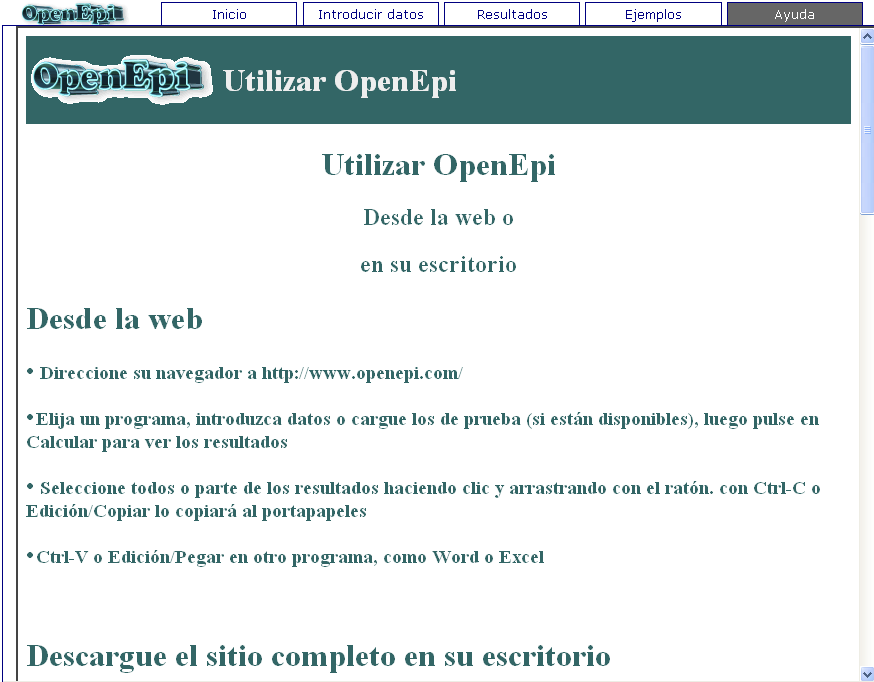 OpenEpi Inicio Introducir datos Resultados Ejemplos Ayuda
OpenEpi Utilizar OpenEpi
Utilizar OpenEpi
Desde la web o
en su escritorio
Desde la web
• Direccione su navegador a http://www.openepi.com/
•Elija un programa, introduzca datos o cargue los de prueba (si están disponibles), luego pulse en
Calcular para ver los resultados
• Seleccione todos o parte de los resultados haciendo clic y arrastrando con el ratón. con Ctrl-C o
Edición/Copiar lo copiará al portapapeles
•Ctrl-V o Edición/Pegar en otro programa, como Word o Excel
Descargue el sitio completo en su escritorio